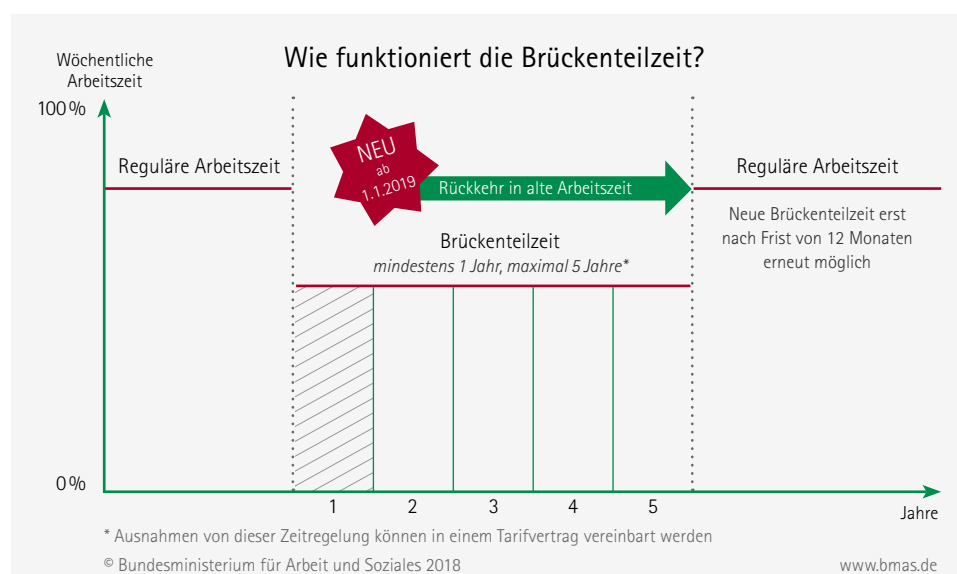 Wie funktioniert die Brückenteilzeit?
Wöchentliche
Arbeitszeit
100 %
Reguläre Arbeitszeit
NEU
ab
1.1.2019
Rückkehr in alte Arbeitszeit
Reguläre Arbeitszeit
Neue Brückenteilzeit erst
nach Frist von 12 Monaten
erneut möglich
Brückenteilzeit
mindestens 1 Jahr, maximal 5 Jahre*
0 %
1 2 3 4 5
Jahre
* Ausnahmen von dieser Zeitregelung können in einem Tarifvertrag vereinbart werden
© Bundesministerium für Arbeit und Soziales 2018 www.bmas.de